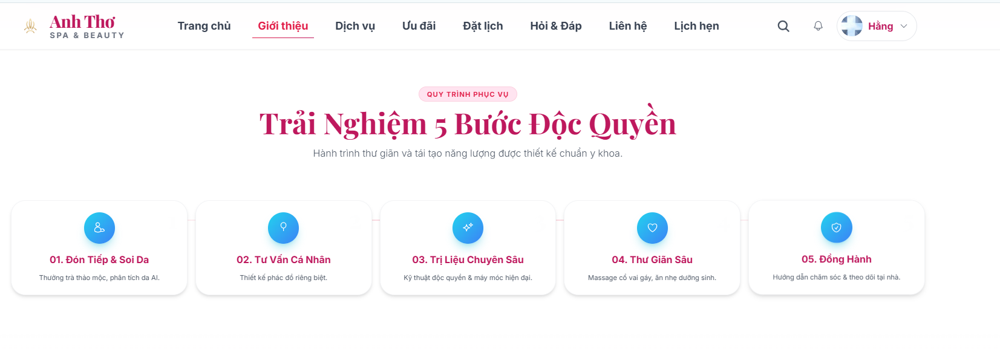 Anh Thơ
SPA & BEAUTY
Trang chủ
Giới thiệu
Dịch vụ
Ưu đãi
Đặt lịch
Hỏi & Đáp
Liên hệ
Lịch hẹn
Hằng
QUY TRÌNH PHỤC VỤ
Trải Nghiệm 5 Bước Độc Quyền
Hành trình thư giãn và tái tạo năng lượng được thiết kế chuẩn y khoa.
01. Đón Tiếp & Soi Da
Thưởng trà thảo mộc, phân tích da AI.
02. Tư Vấn Cá Nhân
Thiết kế phác đồ riêng biệt.
03. Trị Liệu Chuyên Sâu
Kỹ thuật độc quyền & máy móc hiện đại.
04. Thư Giãn Sâu
Massage cổ vai gáy, ăn nhẹ dưỡng sinh.
05. Đồng Hành
Hướng dẫn chăm sóc & theo dõi tại nhà.